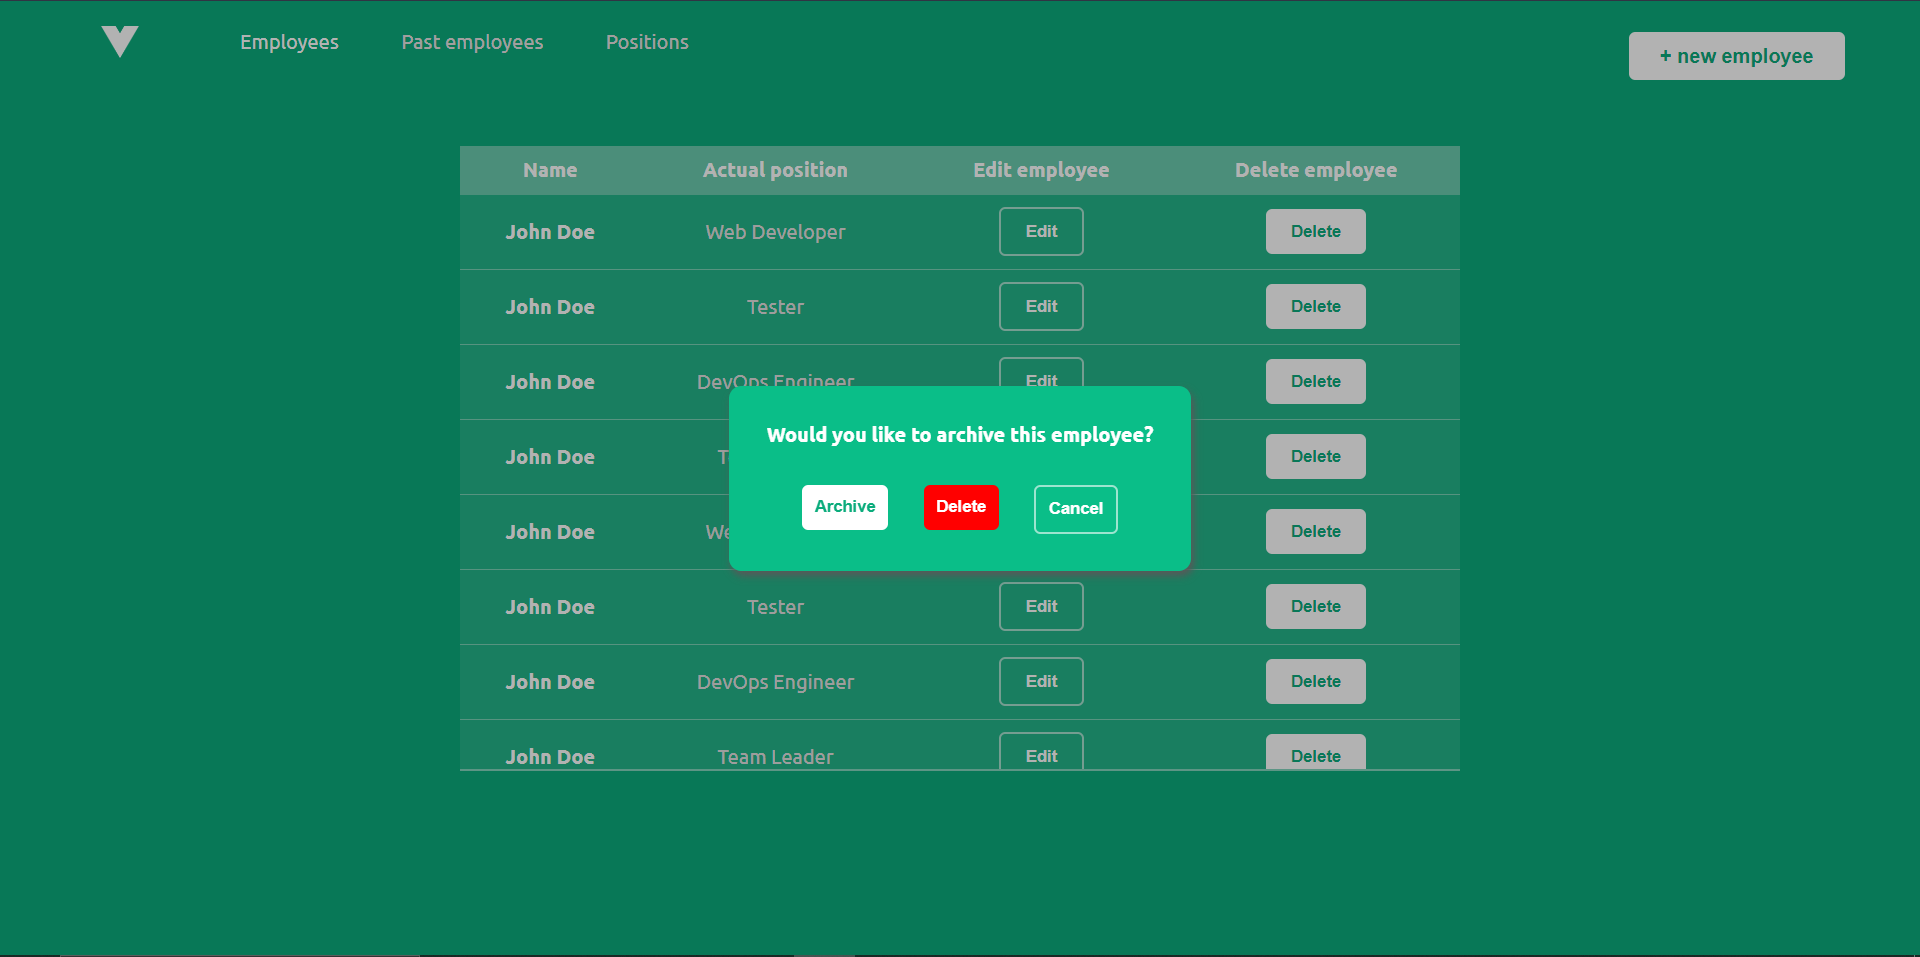 Employees Past employees Positions
+ new employee
Name Actual position Edit employee Delete employee
John Doe Web Developer Edit Delete
John Doe Tester Edit Delete
John Doe DevOps Engineer Edit Delete
Would you like to archive this employee?
John Doe Delete
Archive Delete Cancel
John Doe Delete
John Doe Tester Edit Delete
John Doe DevOps Engineer Edit Delete
John Doe Team Leader Edit Delete